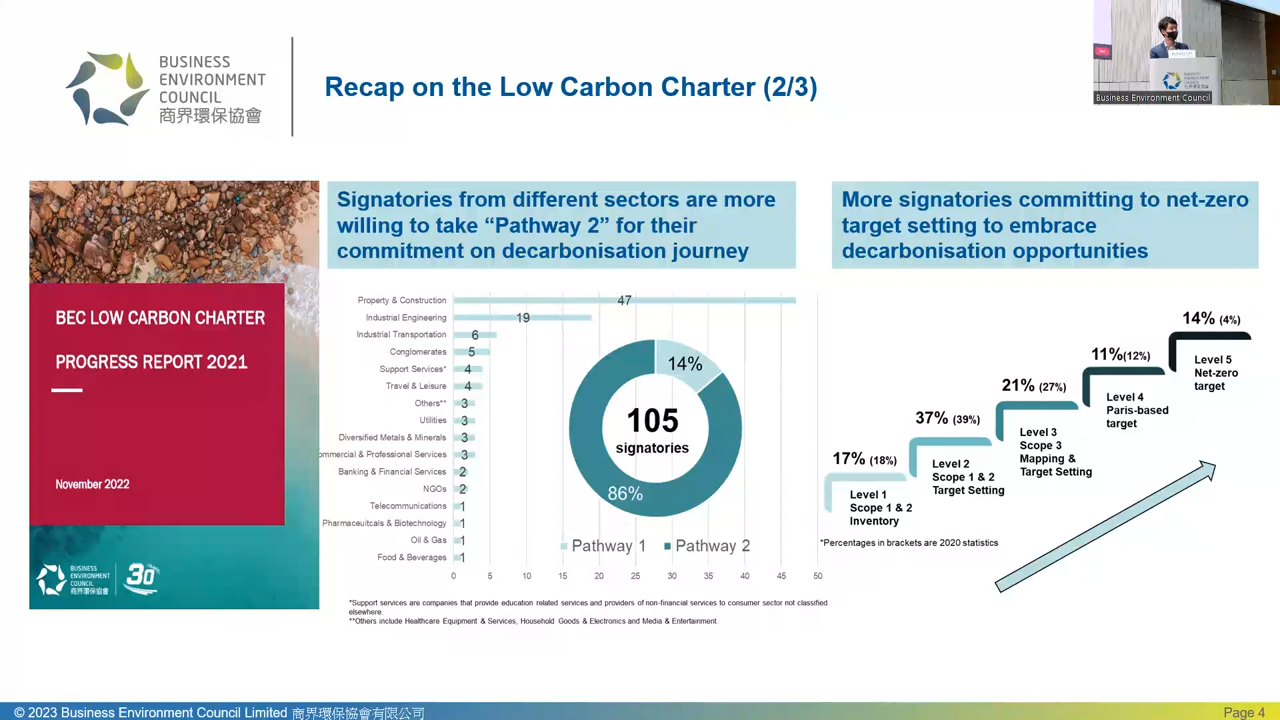 BUSINESS
ENVIRONMENT
COUNCIL
商界環保協會
Recap on the Low Carbon Charter (2/3)
Business Environment Council
BEC LOW CARBON CHARTER
PROGRESS REPORT 2021
November 2022
BUSINESS
ENVIRONMENT
COUNCIL
商界環保協會
30
Signatories from different sectors are more
willing to take “Pathway 2” for their
commitment on decarbonisation journey
Property & Construction 47
Industrial Engineering 19
Industrial Transportation 6
Conglomerates 5
Support Services* 4
Travel & Leisure 4
Others** 3
Utilities 3
Diversified Metals & Minerals 3
ommercial & Professional Services 3
Banking & Financial Services 2
NGOs 2
Telecommunications 1
Pharmaceuitcals & Biotechnology 1
Oil & Gas 1
Food & Beverages 1
0 5 10 15 20 25 30 35 40 45 50
14%
105
signatories
86%
Pathway 1 Pathway 2
*Support services are companies that provide education related services and providers of non-financial services to consumer sector not classified
elsewhere.
**Others include Healthcare Equipment & Services, Household Goods & Electronics and Media & Entertainment.
More signatories committing to net-zero
target setting to embrace
decarbonisation opportunities
17% (18%)
Level 1
Scope 1 & 2
Inventory
37% (39%)
Level 2
Scope 1 & 2
Target Setting
21% (27%)
Level 3
Scope 3
Mapping &
Target Setting
11%(12%)
Level 4
Paris-based
target
14% (4%)
Level 5
Net-zero
target
*Percentages in brackets are 2020 statistics
© 2023 Business Environment Council Limited 商界環保協會有限公司
Page 4